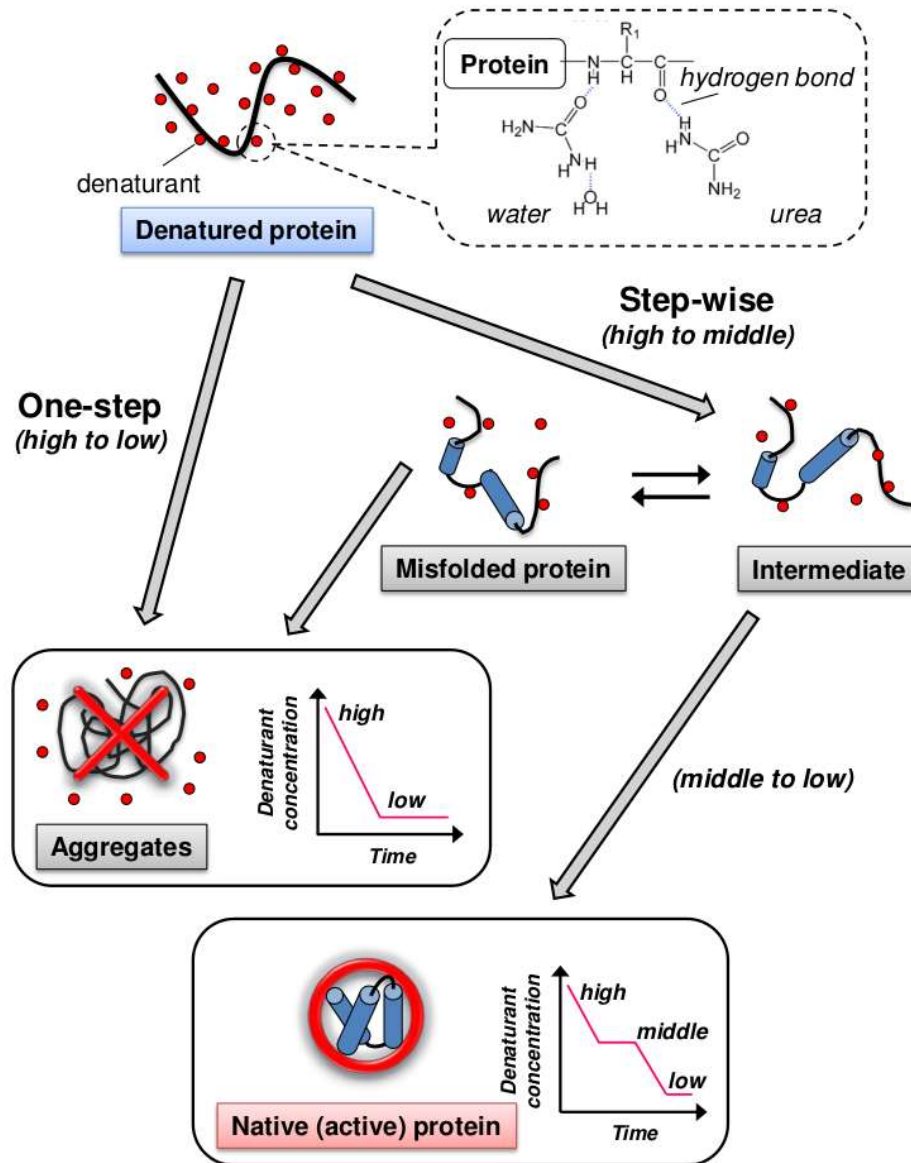 R1
Protein
N
H
C
H
C
O
hydrogen bond
H2N
O
N
H
H
N
H
O
NH2
O
H H
water
urea
denaturant
Denatured protein
Step-wise
(high to middle)
One-step
(high to low)
Misfolded protein
Intermediate
Denaturant
concentration
high
low
Time
Aggregates
(middle to low)
Denaturant
concentration
high
middle
low
Time
Native (active) protein